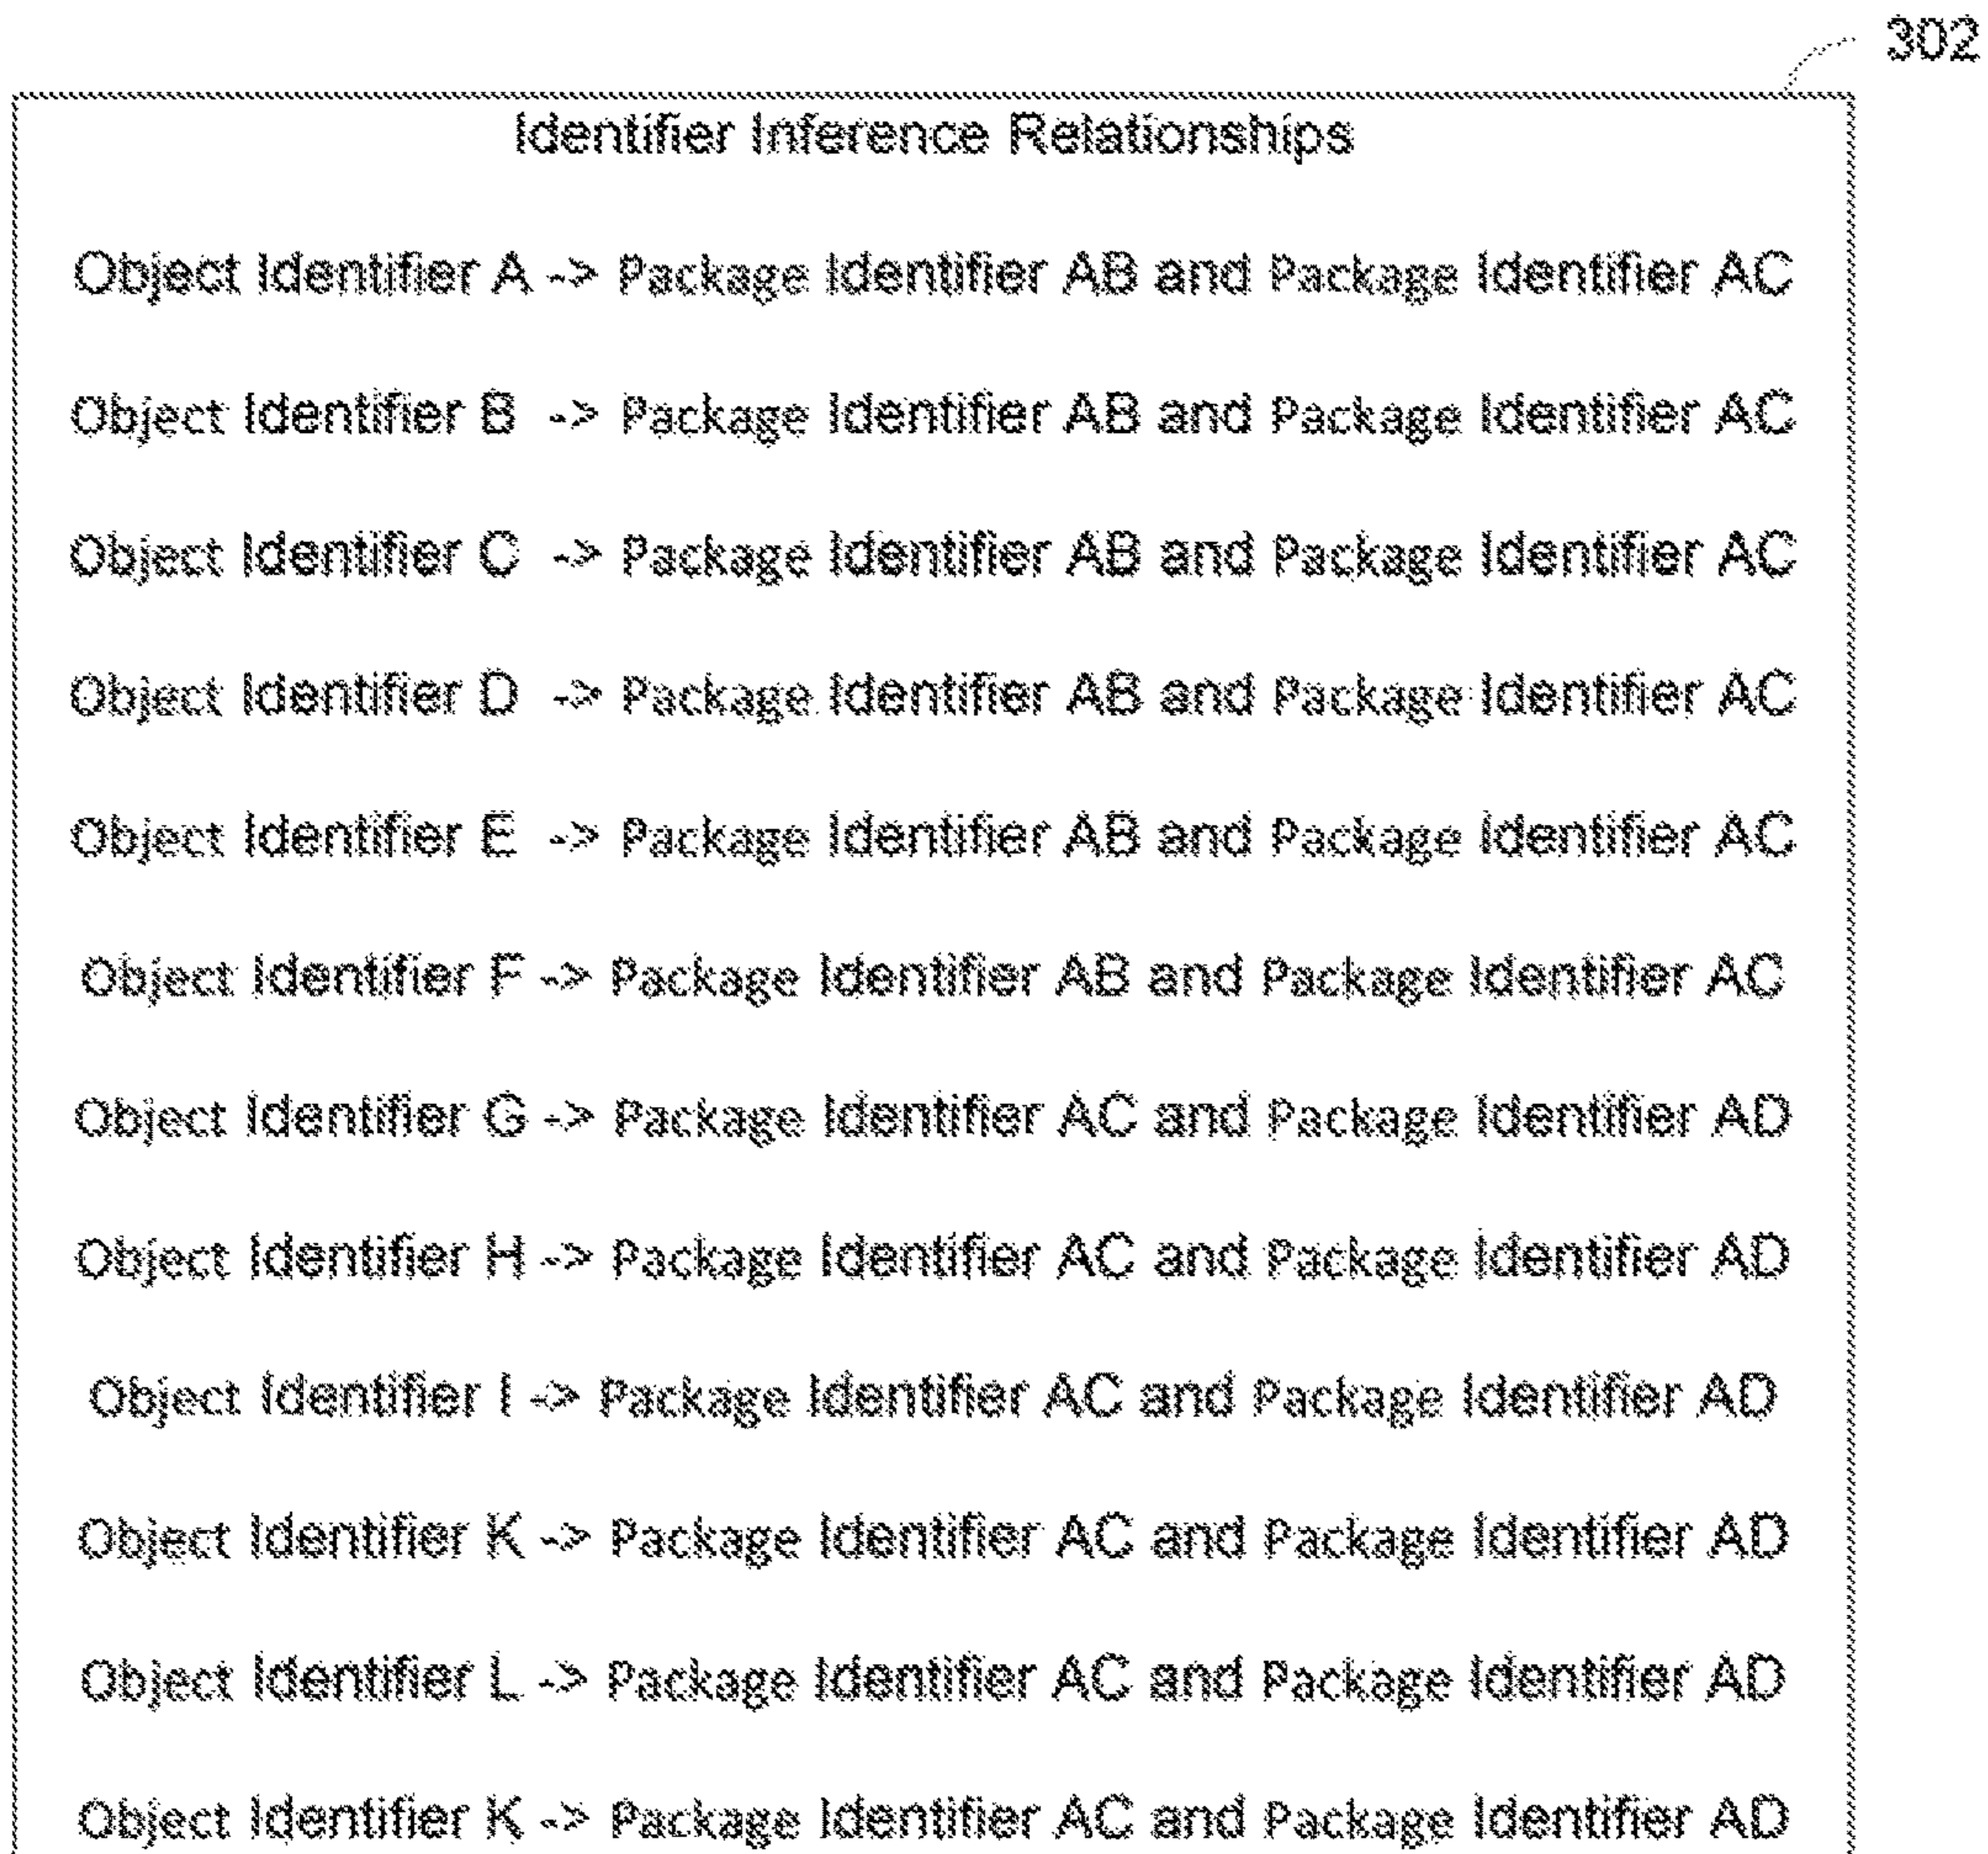 302
Identifier Inference Relationships
Object Identifier A -> Package Identifier AB and Package Identifier AC
Object Identifier B -> Package Identifier AB and Package Identifier AC
Object Identifier C -> Package Identifier AB and Package Identifier AC
Object Identifier D -> Package Identifier AB and Package Identifier AC
Object Identifier E -> Package Identifier AB and Package Identifier AC
Object Identifier F -> Package Identifier AB and Package Identifier AC
Object Identifier G -> Package Identifier AC and Package Identifier AD
Object Identifier H -> Package Identifier AC and Package Identifier AD
Object Identifier I -> Package Identifier AC and Package Identifier AD
Object Identifier K -> Package Identifier AC and Package Identifier AD
Object Identifier L -> Package Identifier AC and Package Identifier AD
Object Identifier K -> Package Identifier AC and Package Identifier AD